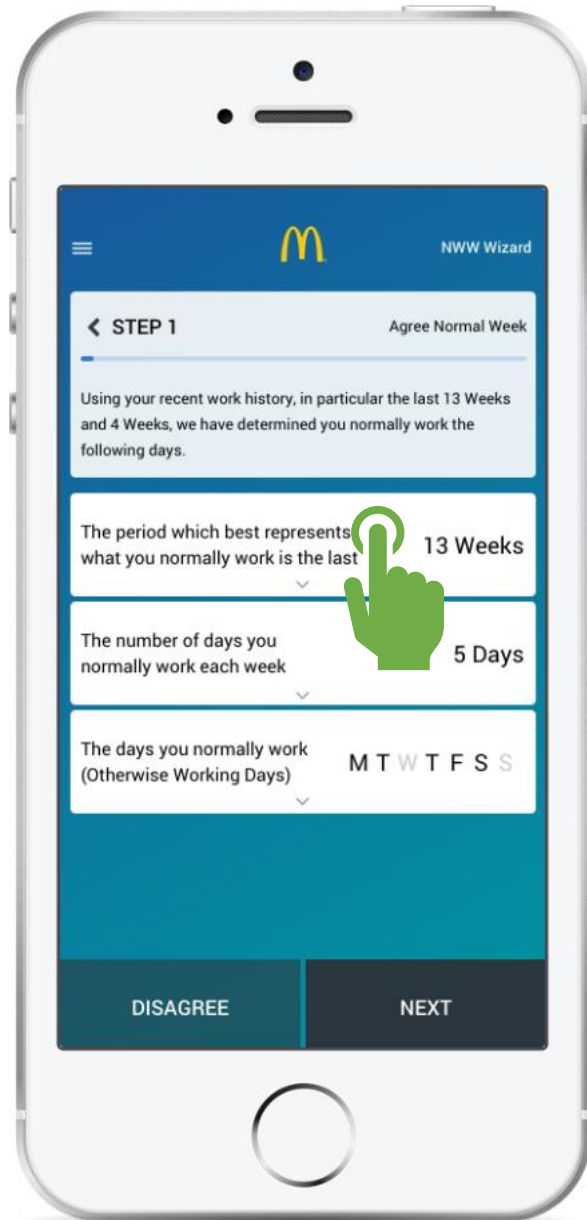 NWW Wizard
STEP 1
Agree Normal Week
Using your recent work history, in particular the last 13 Weeks
and 4 Weeks, we have determined you normally work the
following days.
The period which best represents
what you normally work is the last
13 Weeks
The number of days you
normally work each week
5 Days
The days you normally work
(Otherwise Working Days)
M T W T F S S
DISAGREE
NEXT